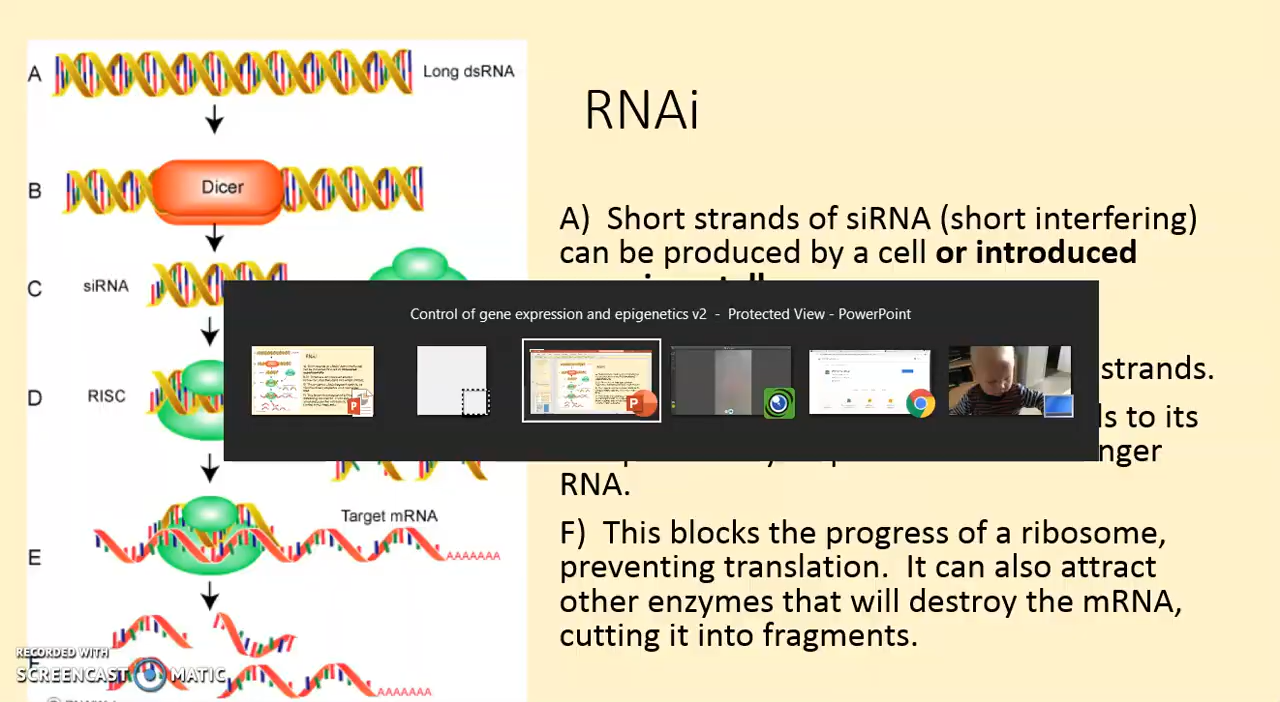 A
Long dsRNA
B
Dicer
C
siRNA
D
RISC
E
Target mRNA
AAAAAAA
AAAAAAA
RNAi
A) Short strands of siRNA (short interfering)
can be produced by a cell or introduced
strands.
to its
RNA.
F) This blocks the progress of a ribosome,
preventing translation. It can also attract
other enzymes that will destroy the mRNA,
cutting it into fragments.
Control of gene expression and epigenetics v2 - Protected View - PowerPoint
RECORDED WITH
SCREENCAST MATIC